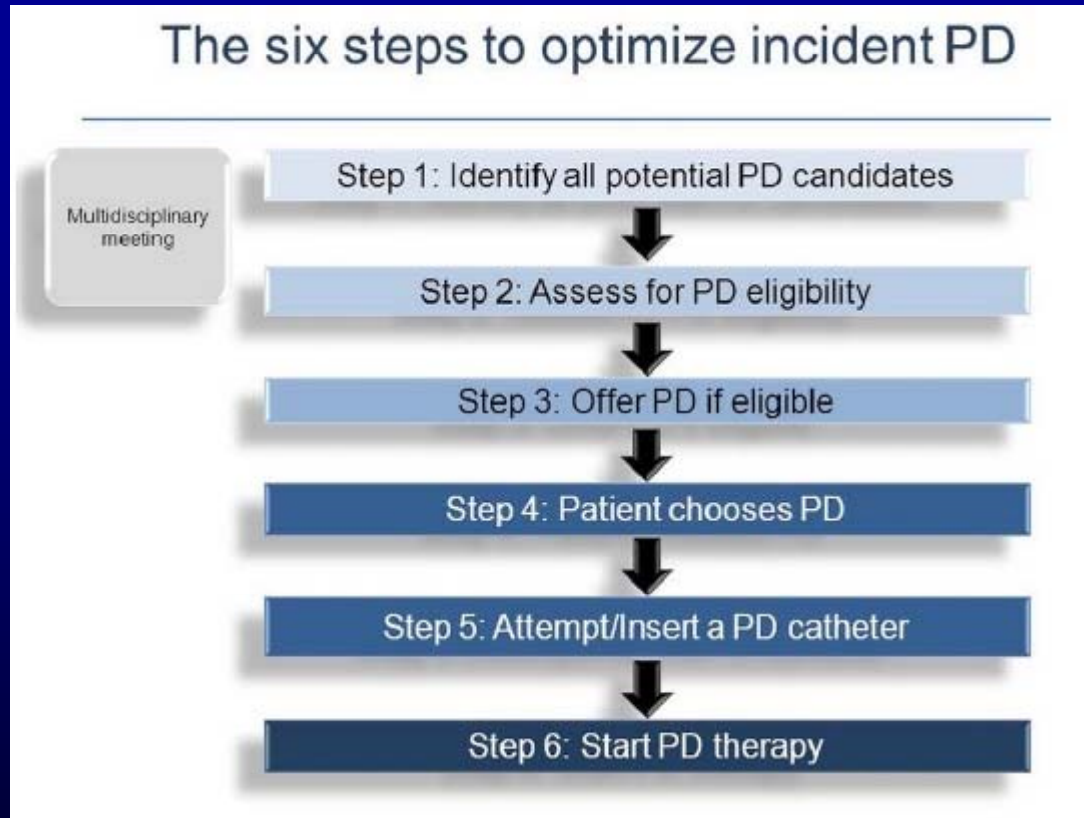 The six steps to optimize incident PD
Multidisciplinary
meeting
Step 1: Identify all potential PD candidates
Step 2: Assess for PD eligibility
Step 3: Offer PD if eligible
Step 4: Patient chooses PD
Step 5: Attempt/Insert a PD catheter
Step 6: Start PD therapy